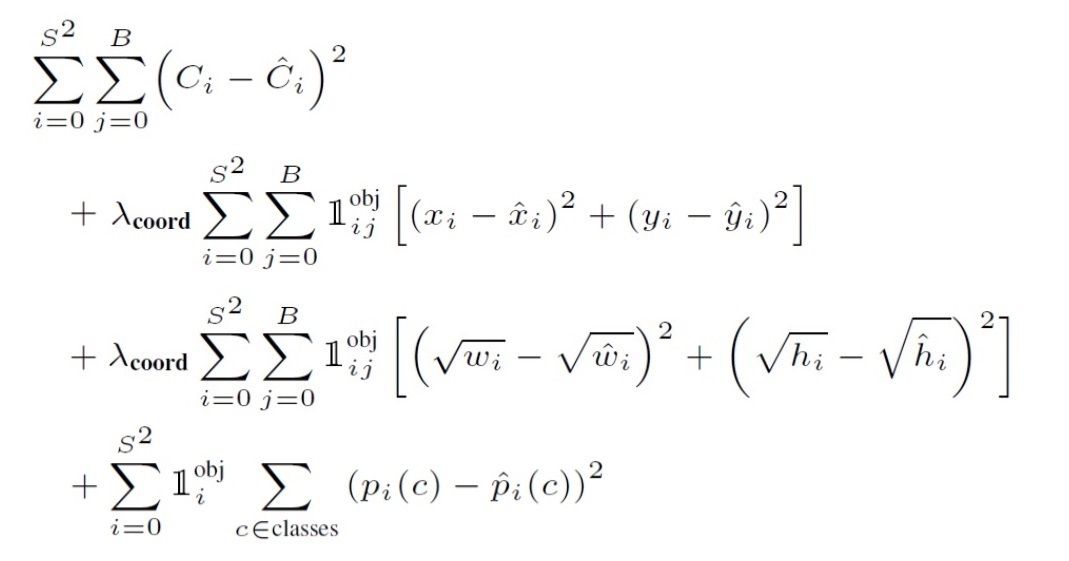 \sum_{i=0}^{S^2} \sum_{j=0}^{B} \left( C_i - \hat{C}_i \right)^2
+ \lambda_{\textbf{coord}} \sum_{i=0}^{S^2} \sum_{j=0}^{B} \mathbb{1}_{ij}^{\text{obj}} \left[ (x_i - \hat{x}_i)^2 + (y_i - \hat{y}_i)^2 \right]
+ \lambda_{\textbf{coord}} \sum_{i=0}^{S^2} \sum_{j=0}^{B} \mathbb{1}_{ij}^{\text{obj}} \left[ \left( \sqrt{w_i} - \sqrt{\hat{w}_i} \right)^2 + \left( \sqrt{h_i} - \sqrt{\hat{h}_i} \right)^2 \right]
+ \sum_{i=0}^{S^2} \mathbb{1}_{i}^{\text{obj}} \sum_{c \in \text{classes}} (p_i(c) - \hat{p}_i(c))^2